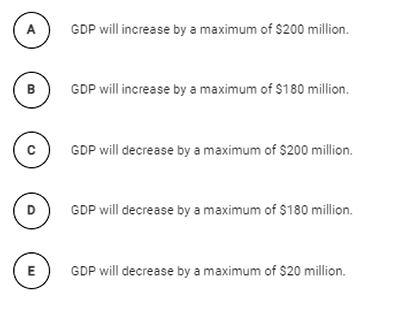 A GDP will increase by a maximum of $200 million.
B GDP will increase by a maximum of $180 million.
C GDP will decrease by a maximum of $200 million.
D GDP will decrease by a maximum of $180 million.
E GDP will decrease by a maximum of $20 million.